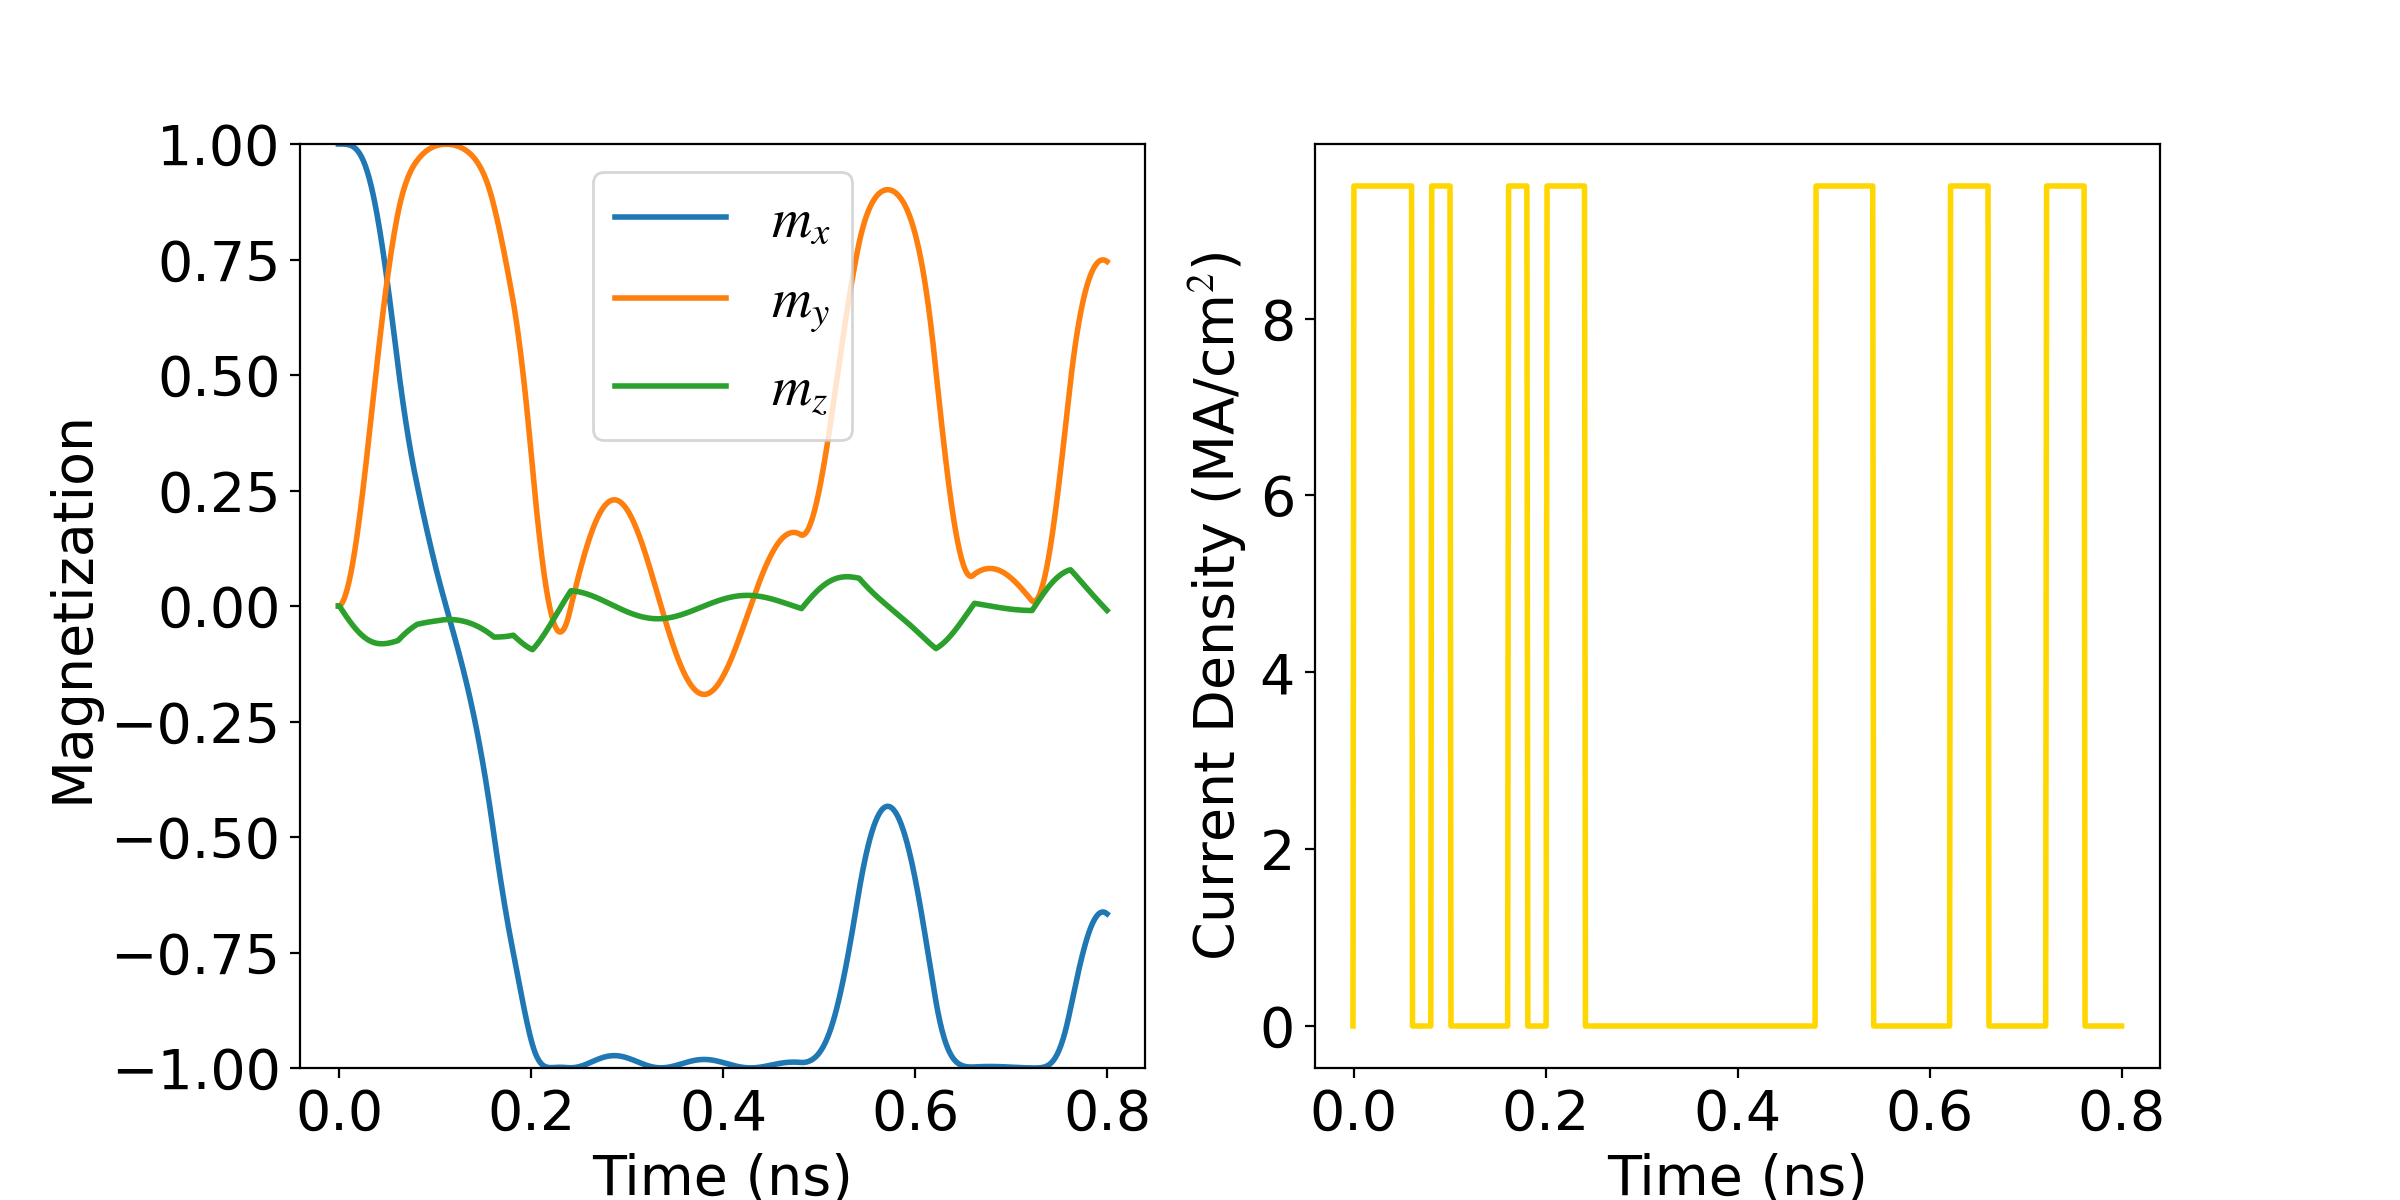 1.00
0.75
0.50
0.25
0.00
−0.25
−0.50
−0.75
−1.00
Magnetization
0.0 0.2 0.4 0.6 0.8
Time (ns)
mₓ
m_y
m_z
8
6
4
2
0
Current Density (MA/cm²)
0.0 0.2 0.4 0.6 0.8
Time (ns)